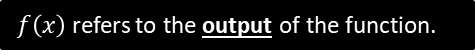 f(x) refers to the output of the function.